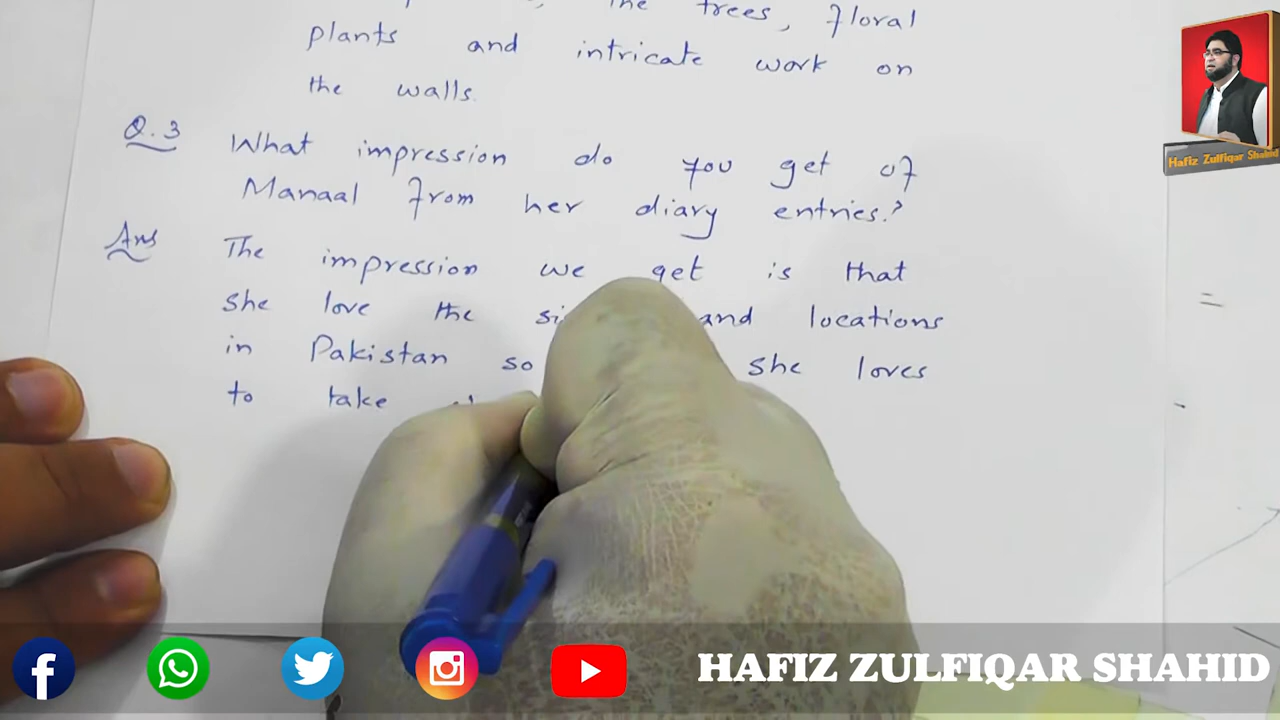 the trees, floral
plants and intricate work on
the walls.
Q.3 What impression do you get of
Manaal from her diary entries?
Ans The impression we get is that
she love the and locations
in Pakistan so she loves
to take
Hafiz Zulfiqar Shahid
HAFIZ ZULFIQAR SHAHID